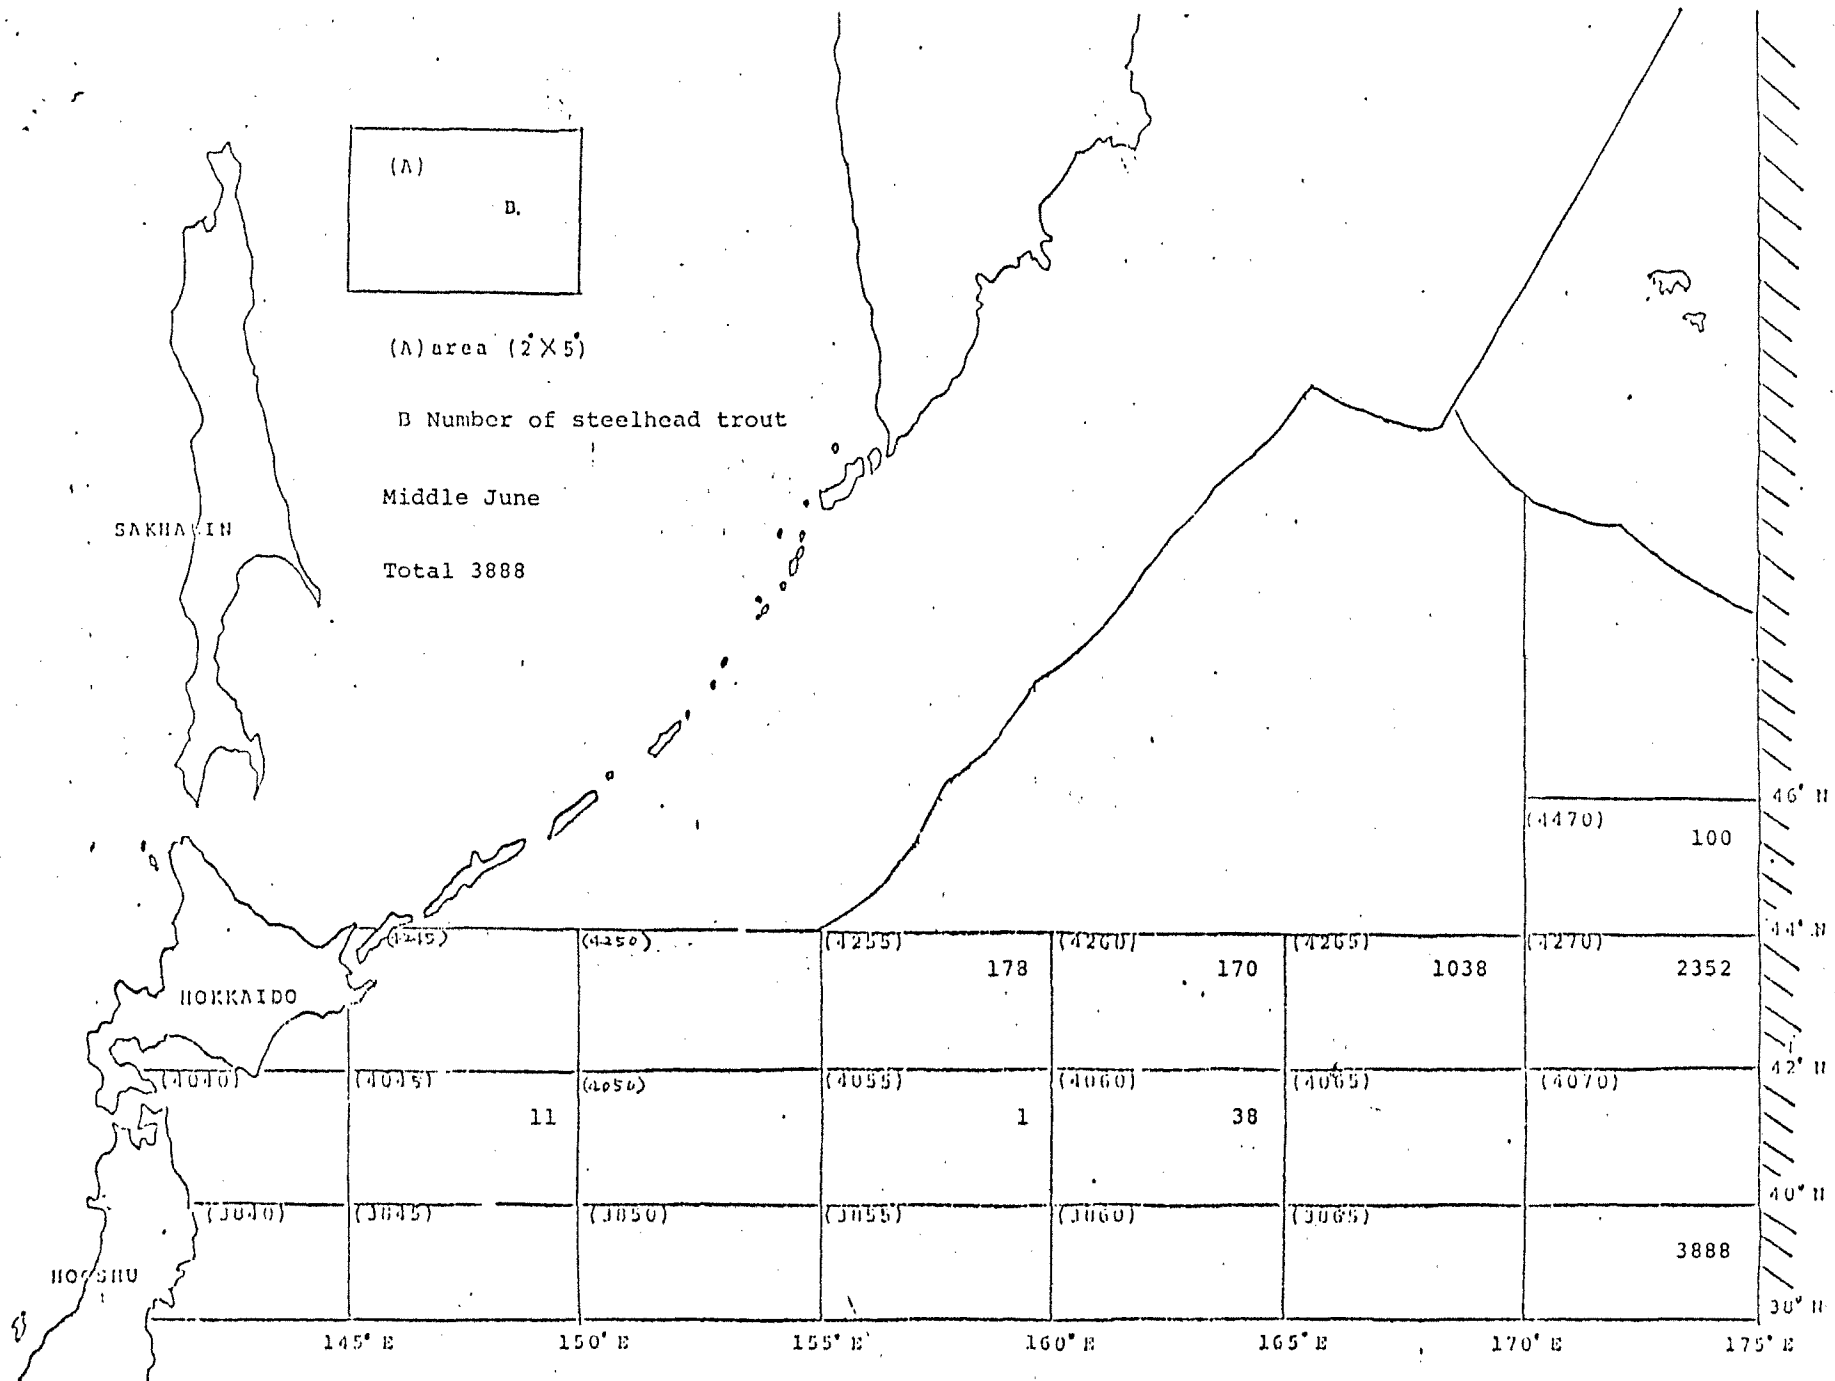 (A)
B.
(A) area (2°X5°)
B Number of steelhead trout
Middle June
SAKHALIN
Total 3888
46° N
(4470)
100
44° N
(4245) (4250) (4255) (4260) (4265) (4270)
178 170 1038 2352
HOKKAIDO
42° N
(4040) (4045) (4050) (4055) (4060) (4065) (4070)
11 1 38
40° N
(3840) (3845) (3850) (3855) (3860) (3865)
3888
38° N
145° E 150° E 155° E 160° E 165° E 170° E 175° E